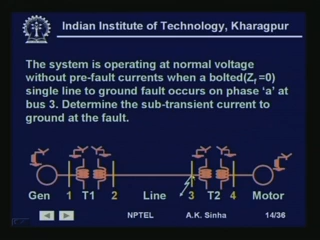 Indian Institute of Technology, Kharagpur
The system is operating at normal voltage
without pre-fault currents when a bolted(Zf =0)
single line to ground fault occurs on phase ‘a’ at
bus 3. Determine the sub-transient current to
ground at the fault.
Gen 1 T1 2 Line 3 T2 4 Motor
NPTEL A.K. Sinha 14/36